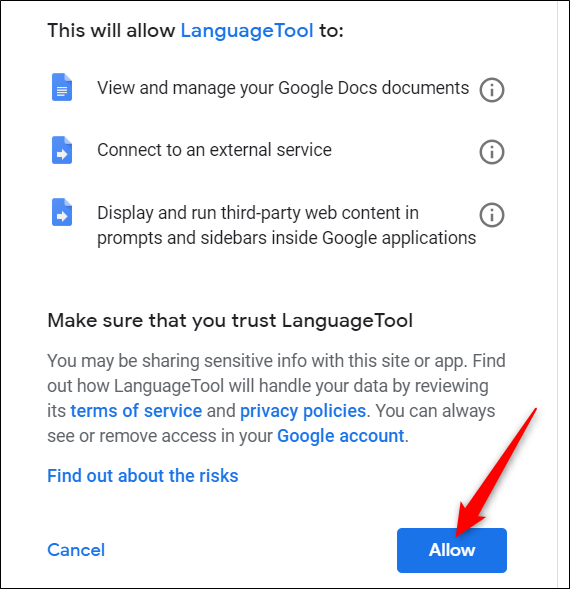 This will allow LanguageTool to:
View and manage your Google Docs documents
Connect to an external service
Display and run third-party web content in
prompts and sidebars inside Google applications
Make sure that you trust LanguageTool
You may be sharing sensitive info with this site or app. Find
out how LanguageTool will handle your data by reviewing
its terms of service and privacy policies. You can always
see or remove access in your Google account.
Find out about the risks
Cancel
Allow